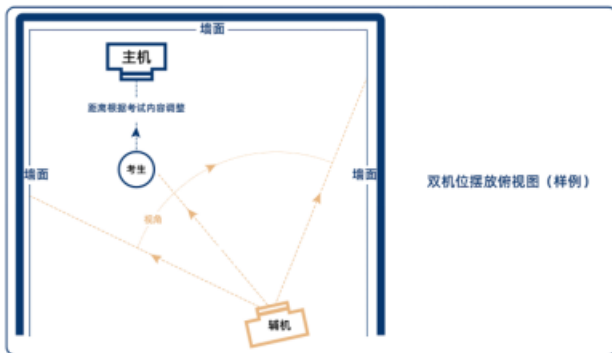 墙面
主机
距离根据考试内容调整
考生
墙面
墙面
双机位摆放俯视图（样例）
视角
辅机